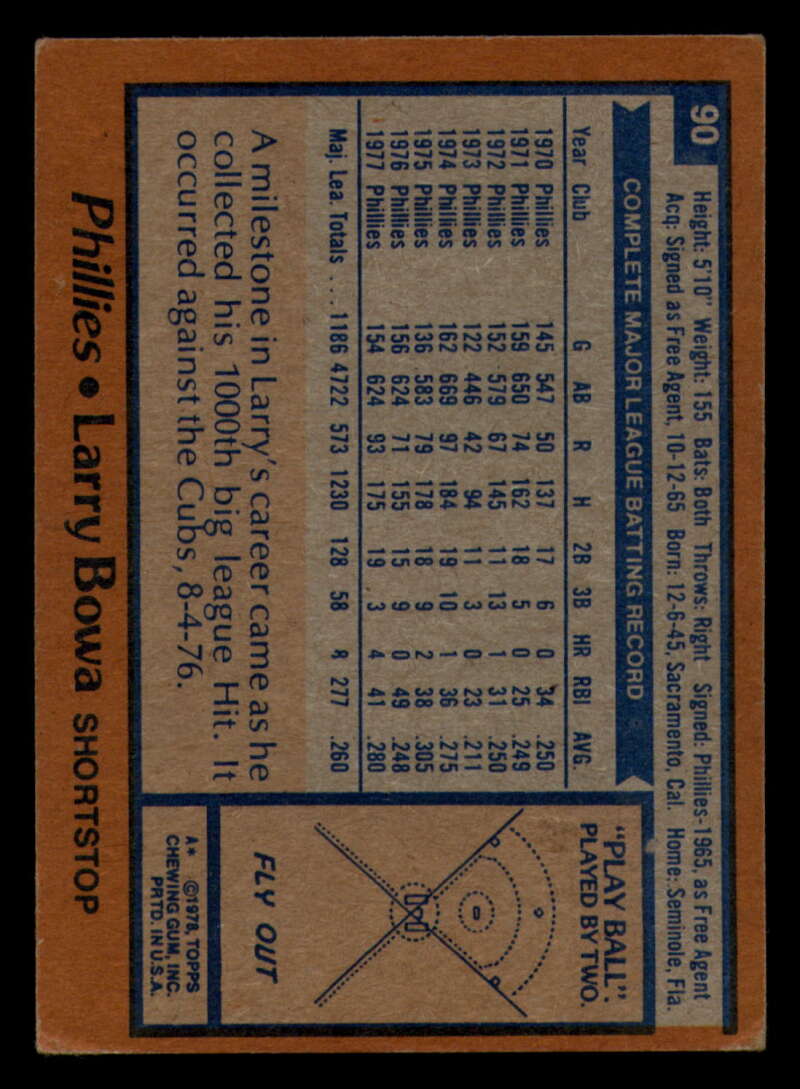 90
Height: 5'10" Weight: 155 Bats: Both Throws: Right Signed: Phillies-1965, as Free Agent
Acq: Signed as Free Agent, 10-12-65 Born: 12-6-45, Sacramento, Cal. Home: Seminole, Fla.
COMPLETE MAJOR LEAGUE BATTING RECORD
Year Club G AB R H 2B 3B HR RBI AVG.
1970 Phillies 145 547 50 137 17 6 0 34 .250
1971 Phillies 159 650 74 162 18 5 0 25 .249
1972 Phillies 152 579 67 145 11 13 1 31 .250
1973 Phillies 122 446 42 94 11 3 0 23 .211
1974 Phillies 162 669 97 184 19 10 1 36 .275
1975 Phillies 136 583 79 178 18 9 2 38 .305
1976 Phillies 156 624 71 155 15 9 0 49 .248
1977 Phillies 154 624 93 175 19 3 4 41 .280
Maj. Lea. Totals ... 1186 4722 573 1230 128 58 8 277 .260
A milestone in Larry's career came as he
collected his 1000th big league Hit. It
occurred against the Cubs, 8-4-76.
"PLAY BALL":
PLAYED BY TWO.
FLY OUT
A* ©1978, TOPPS
CHEWING GUM, INC.
PRTD. IN U.S.A.
Phillies • Larry Bowa SHORTSTOP